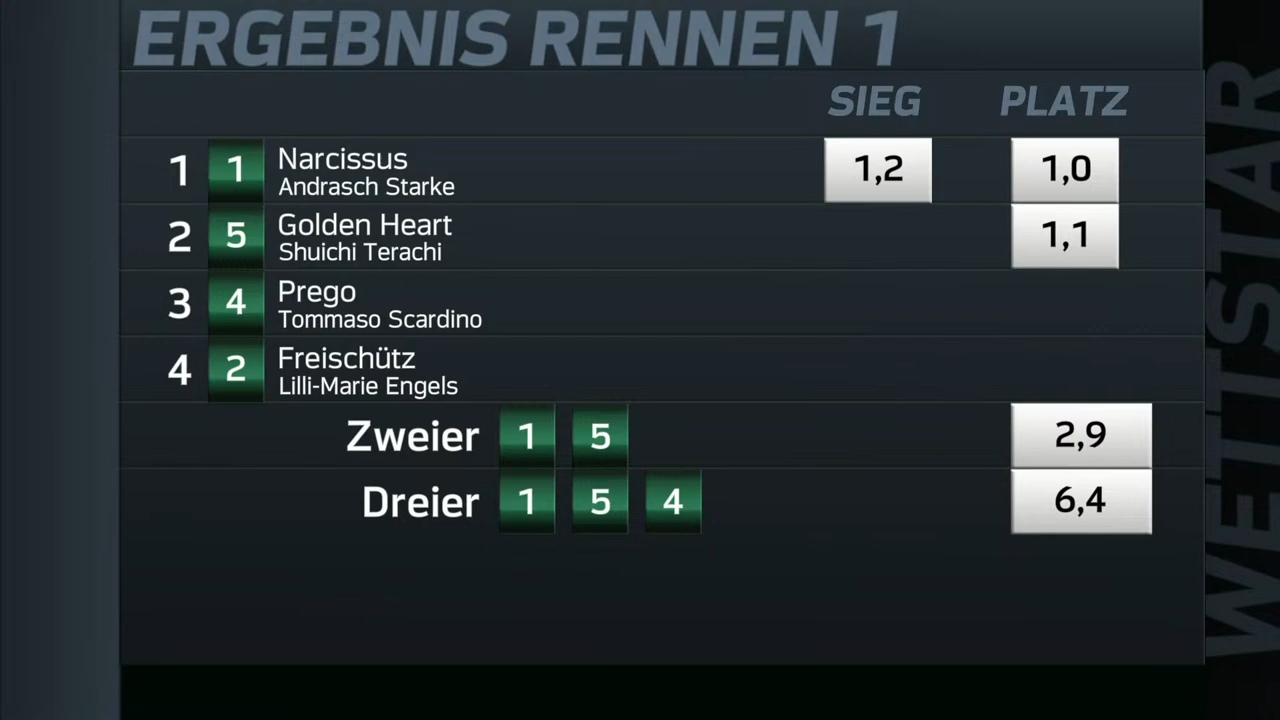 ERGEBNIS RENNEN 1
SIEG PLATZ
1 1 Narcissus 1,2 1,0
Andrasch Starke
2 5 Golden Heart 1,1
Shuichi Terachi
3 4 Prego
Tommaso Scardino
4 2 Freischütz
Lilli-Marie Engels
Zweier 1 5 2,9
Dreier 1 5 4 6,4
WETTSTAR